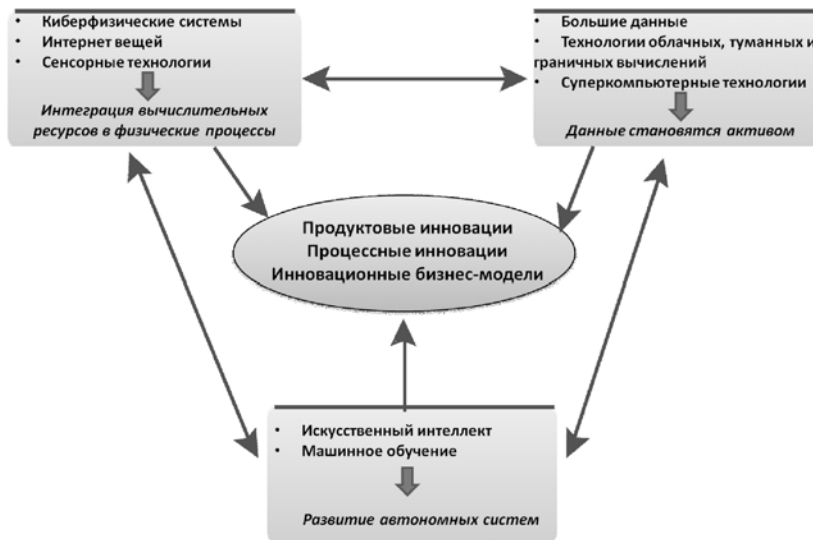 • Киберфизические системы
• Интернет вещей
• Сенсорные технологии
Интеграция вычислительных
ресурсов в физические процессы
• Большие данные
• Технологии облачных, туманных и
граничных вычислений
• Суперкомпьютерные технологии
Данные становятся активом
Продуктовые инновации
Процессные инновации
Инновационные бизнес-модели
• Искусственный интеллект
• Машинное обучение
Развитие автономных систем